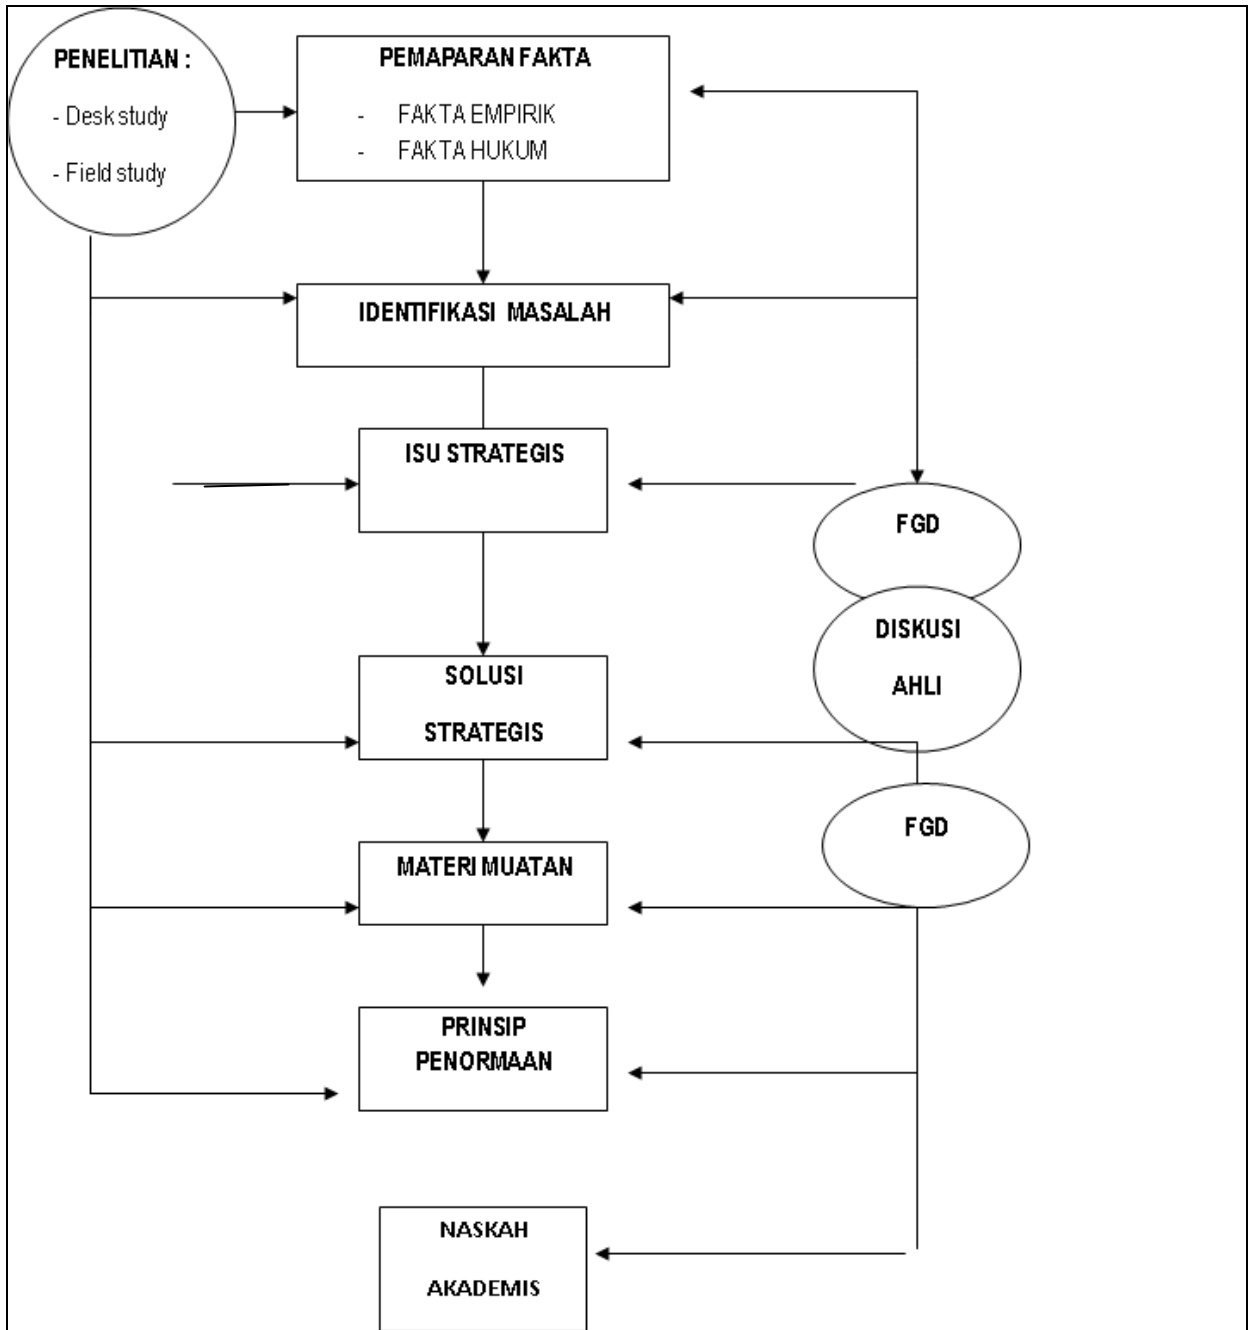 PENELITIAN :
- Desk study
- Field study
PEMAPARAN FAKTA
- FAKTA EMPIRIK
- FAKTA HUKUM
IDENTIFIKASI MASALAH
ISU STRATEGIS
FGD
DISKUSI
AHLI
SOLUSI
STRATEGIS
FGD
MATERI MUATAN
PRINSIP
PENORMAAN
NASKAH
AKADEMIS